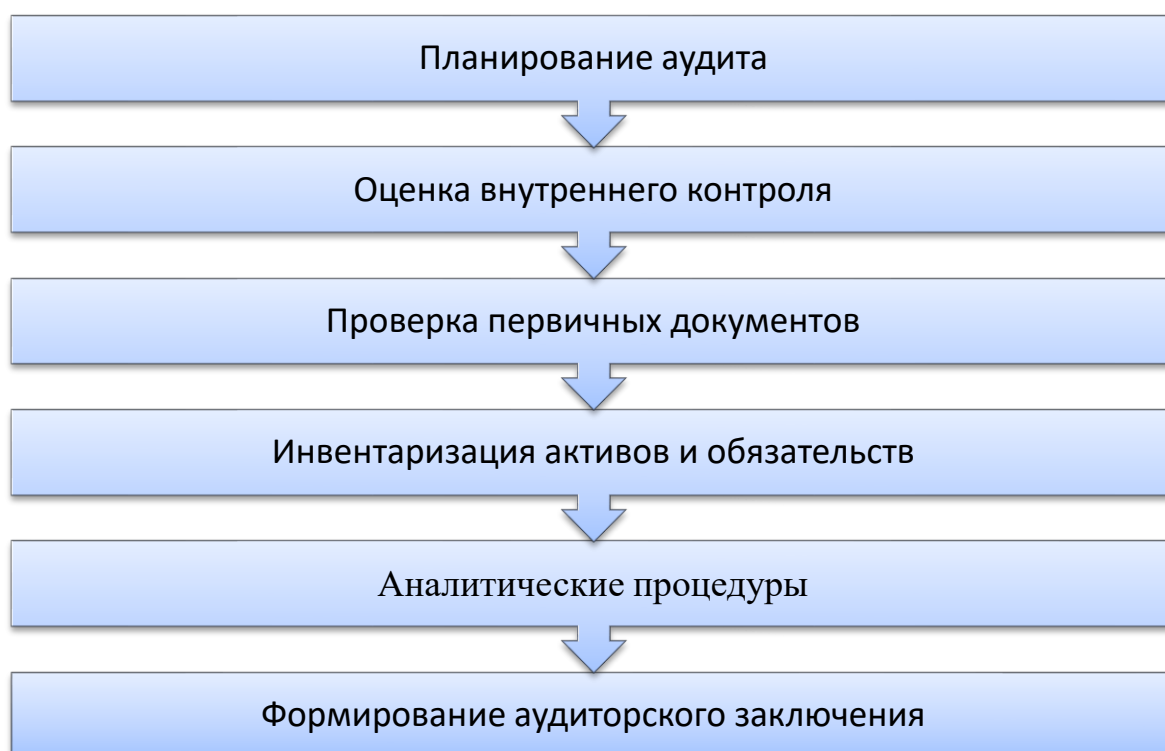 Планирование аудита
Оценка внутреннего контроля
Проверка первичных документов
Инвентаризация активов и обязательств
Аналитические процедуры
Формирование аудиторского заключения